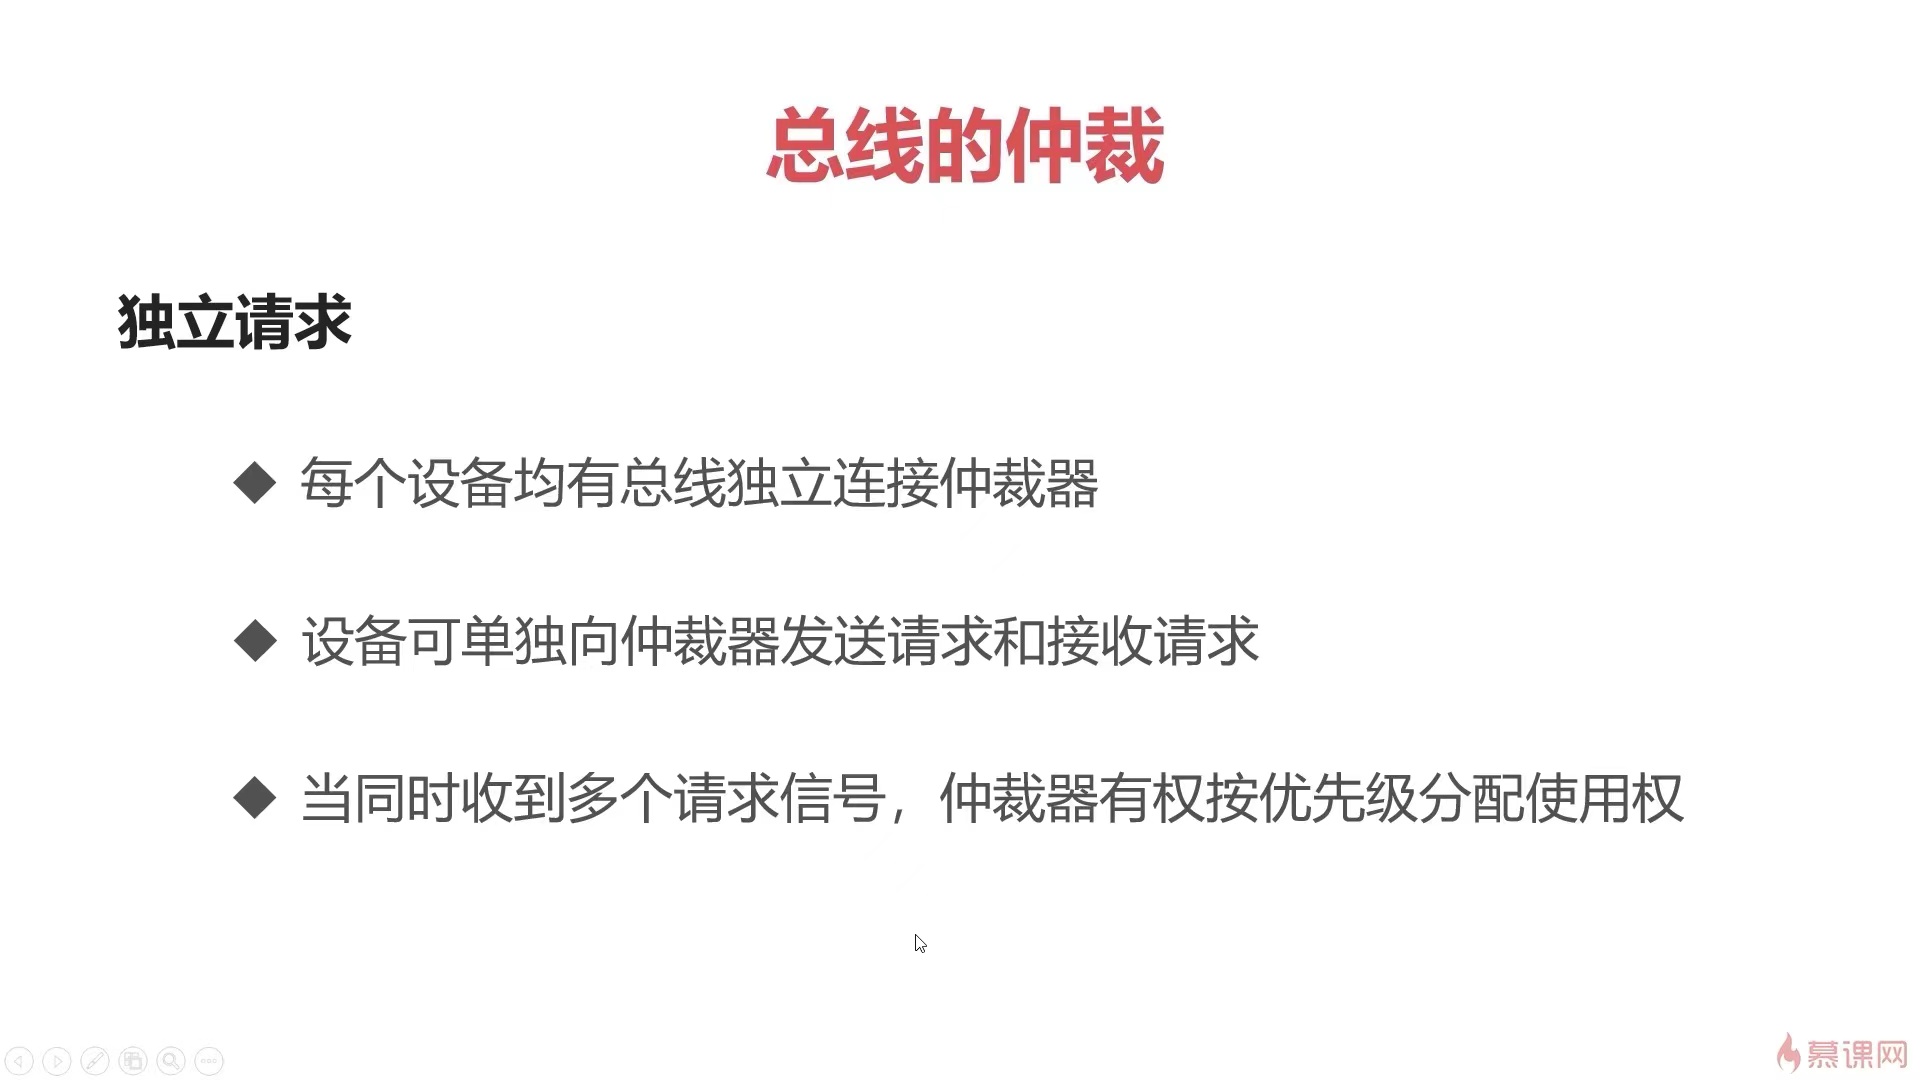 总线的仲裁
独立请求
◆ 每个设备均有总线独立连接仲裁器
◆ 设备可单独向仲裁器发送请求和接收请求
◆ 当同时收到多个请求信号，仲裁器有权按优先级分配使用权
慕课网